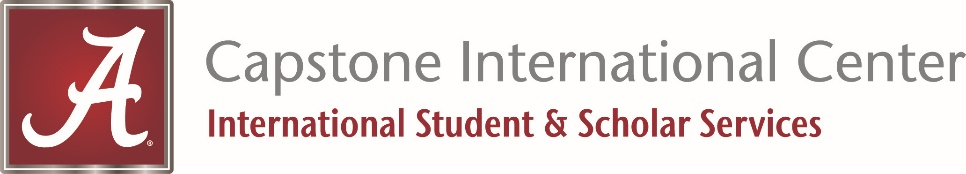 A®
Capstone International Center
International Student & Scholar Services